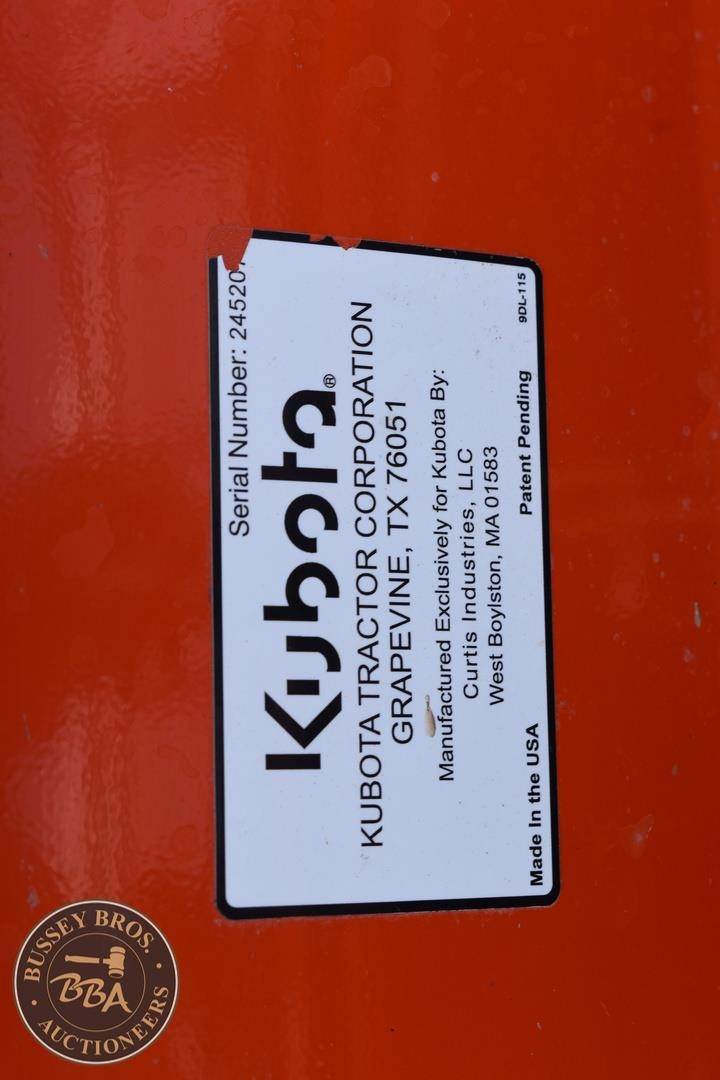 Serial Number: 24520
Kubota®
KUBOTA TRACTOR CORPORATION
GRAPEVINE, TX 76051
Manufactured Exclusively for Kubota By:
Curtis Industries, LLC
West Boylston, MA 01583
Made In the USA Patent Pending 9DL-115
BUSSEY BROS.
BBA
AUCTIONEERS